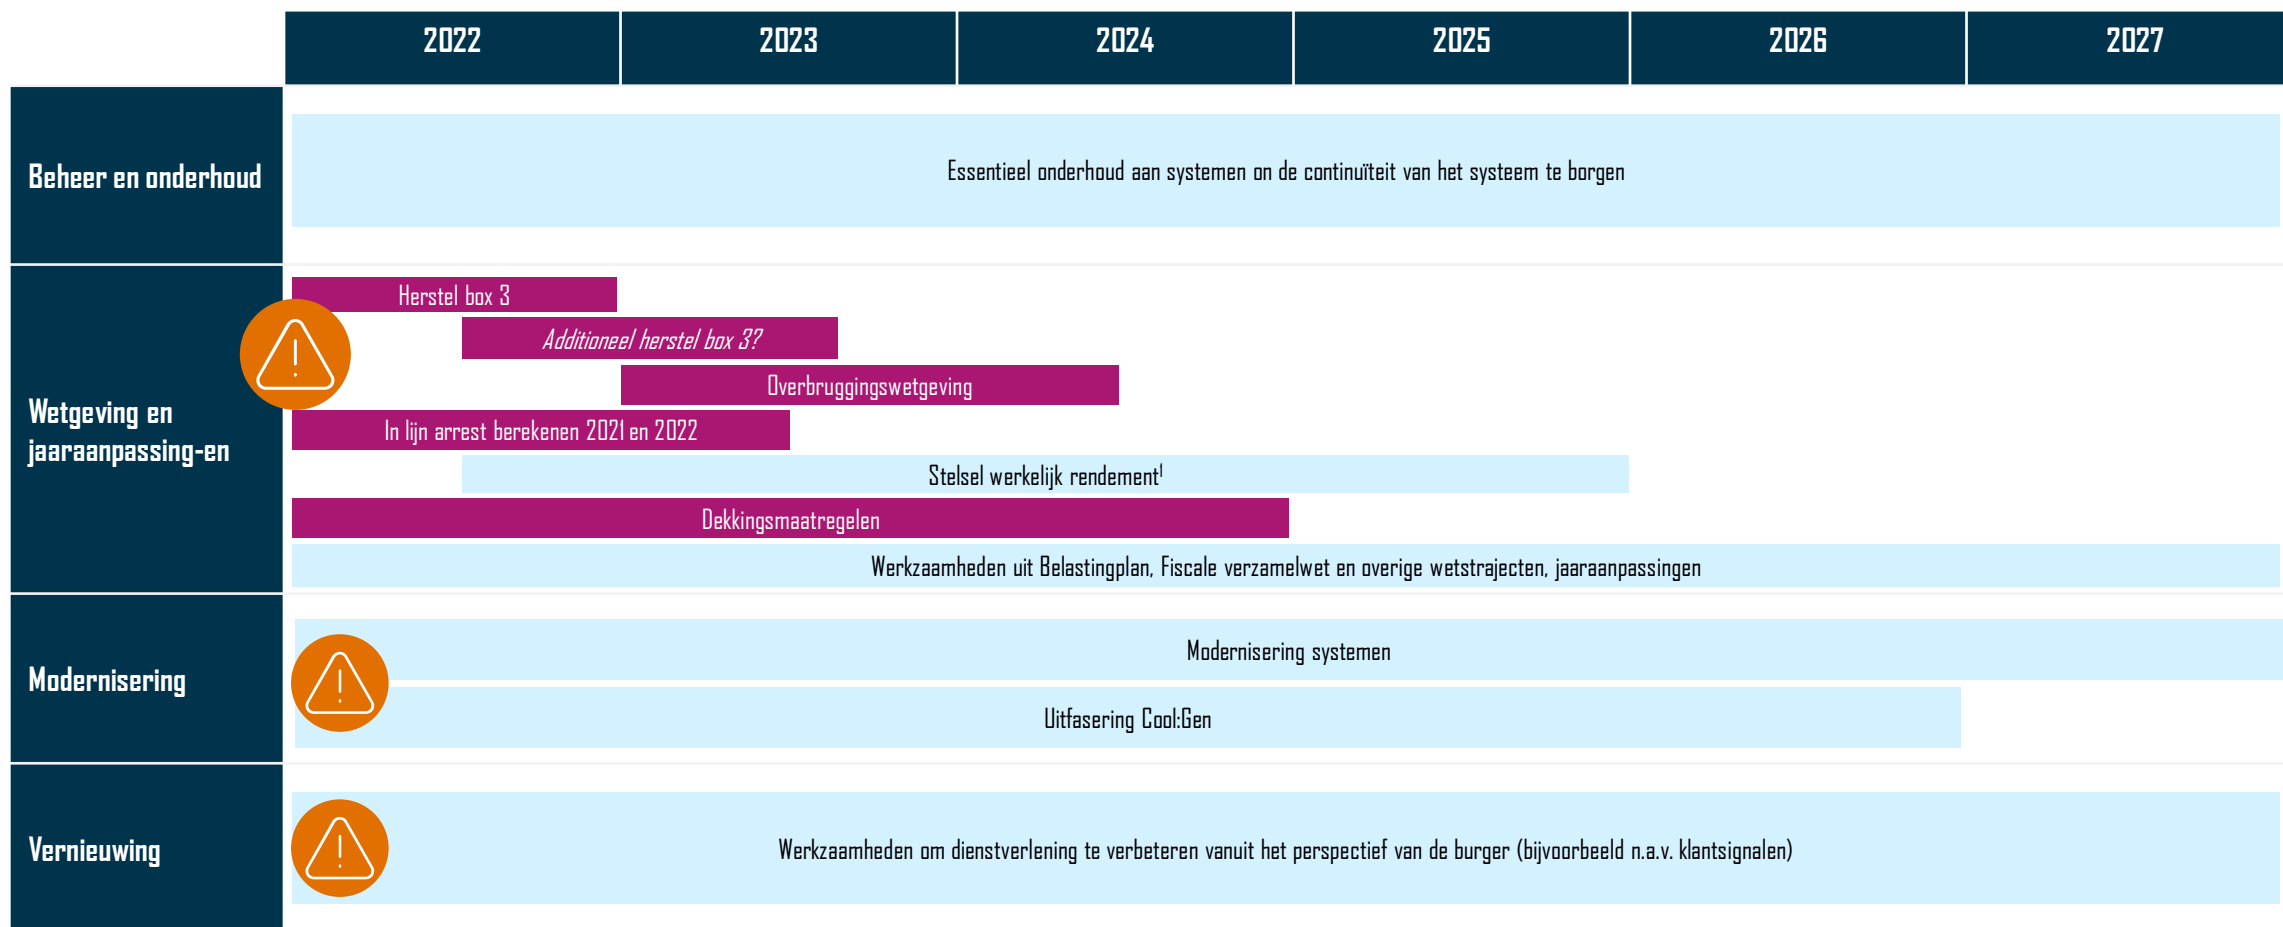 2022 2023 2024 2025 2026 2027
Beheer en onderhoud
Essentieel onderhoud aan systemen on de continuïteit van het systeem te borgen
Wetgeving en
jaaraanpassing-en
Herstel box 3
Additioneel herstel box 3?
Overbruggingswetgeving
In lijn arrest berekenen 2021 en 2022
Stelsel werkelijk rendement¹
Dekkingsmaatregelen
Werkzaamheden uit Belastingplan, Fiscale verzamelwet en overige wetstrajecten, jaaraanpassingen
Modernisering
Modernisering systemen
Uitfasering Cool:Gen
Vernieuwing
Werkzaamheden om dienstverlening te verbeteren vanuit het perspectief van de burger (bijvoorbeeld n.a.v. klantsignalen)